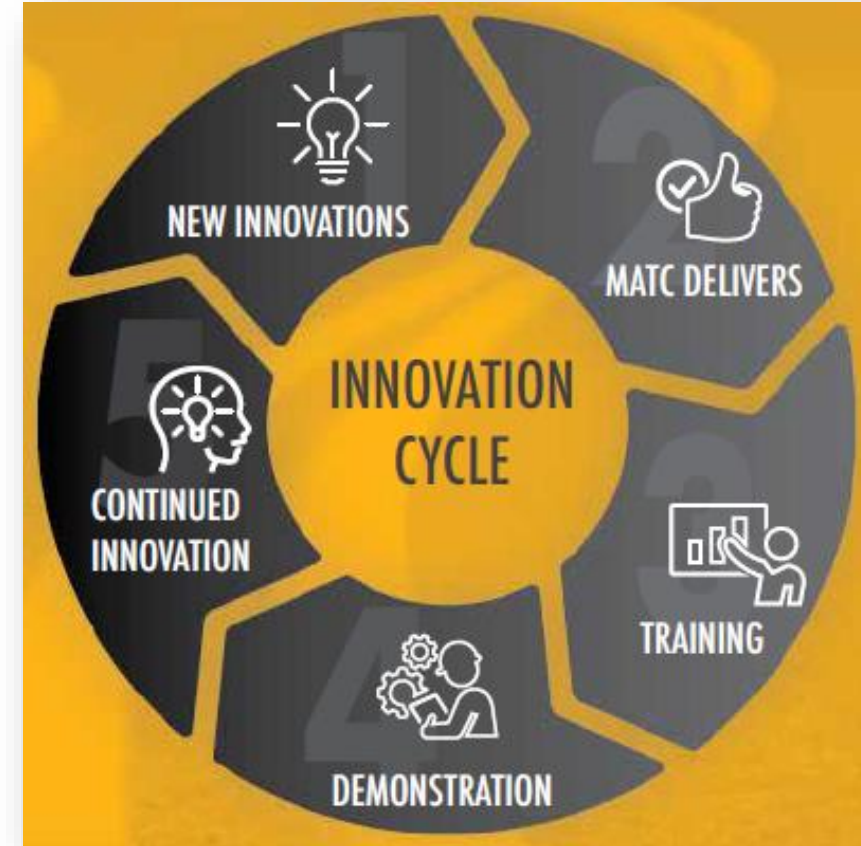 1
NEW INNOVATIONS
2
MATC DELIVERS
3
TRAINING
4
DEMONSTRATION
5
CONTINUED
INNOVATION
INNOVATION
CYCLE